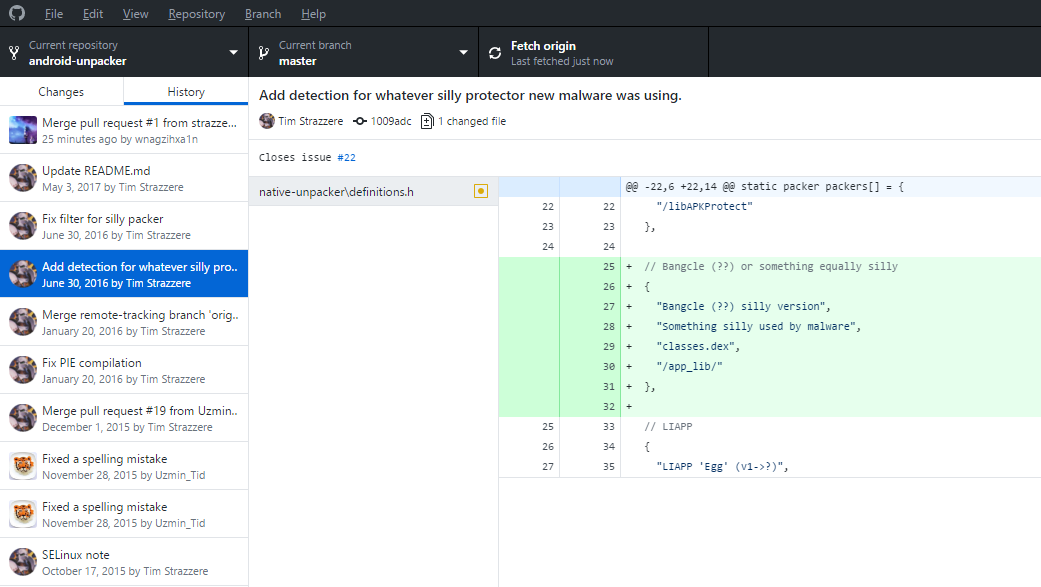 File Edit View Repository Branch Help
Current repository
android-unpacker
Current branch
master
Fetch origin
Last fetched just now
Changes History
Merge pull request #1 from strazze...
25 minutes ago by wnagzihxa1n
Update README.md
May 3, 2017 by Tim Strazzere
Fix filter for silly packer
June 30, 2016 by Tim Strazzere
Add detection for whatever silly pro..
June 30, 2016 by Tim Strazzere
Merge remote-tracking branch 'orig..
January 20, 2016 by Tim Strazzere
Fix PIE compilation
January 20, 2016 by Tim Strazzere
Merge pull request #19 from Uzmin..
December 1, 2015 by Tim Strazzere
Fixed a spelling mistake
November 28, 2015 by Uzmin_Tid
Fixed a spelling mistake
November 28, 2015 by Uzmin_Tid
SELinux note
October 17, 2015 by Tim Strazzere
Add detection for whatever silly protector new malware was using.
Tim Strazzere 1009adc 1 changed file
Closes issue #22
native-unpacker\definitions.h
@@ -22,6 +22,14 @@ static packer packers[] = {
22 22 "/libAPKProtect"
23 23 },
24 24
25 + // Bangcle (??) or something equally silly
26 + {
27 + "Bangcle (??) silly version",
28 + "Something silly used by malware",
29 + "classes.dex",
30 + "/app_lib/"
31 + },
32 +
25 33 // LIAPP
26 34 {
27 35 "LIAPP 'Egg' (v1->?)",